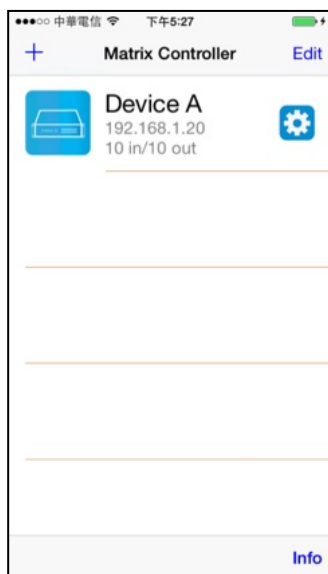 中華電信 下午5:27
+ Matrix Controller Edit
Device A
192.168.1.20
10 in/10 out
Info